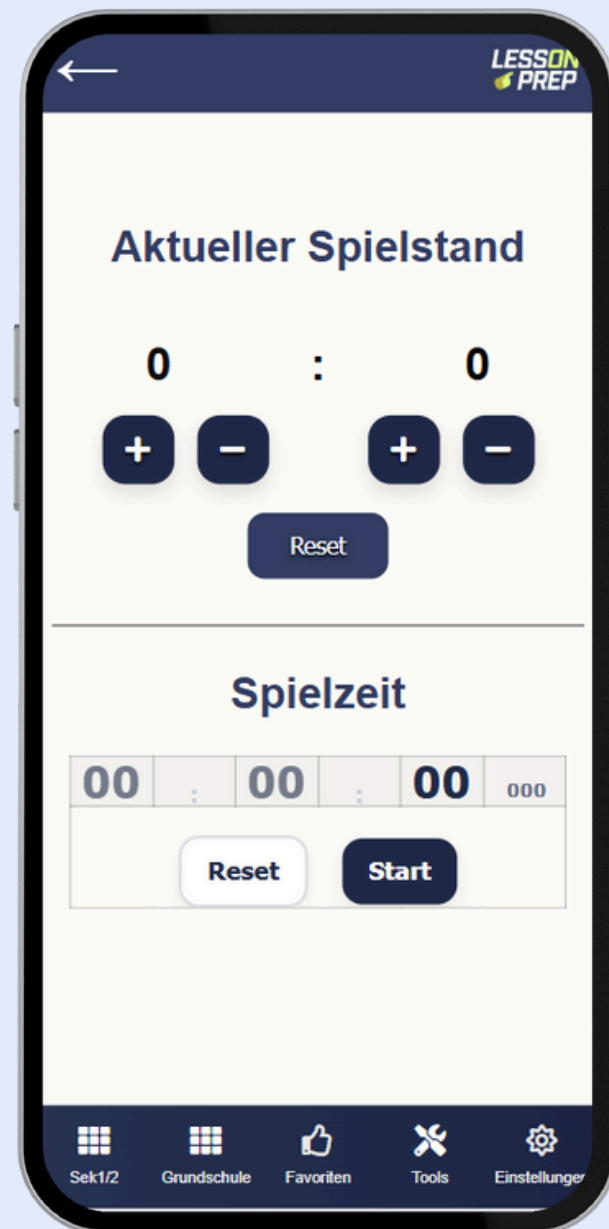 LESSON
PREP
Aktueller Spielstand
0 : 0
+ − + −
Reset
Spielzeit
00 : 00 : 00 000
Reset Start
Sek1/2 Grundschule Favoriten Tools Einstellunge